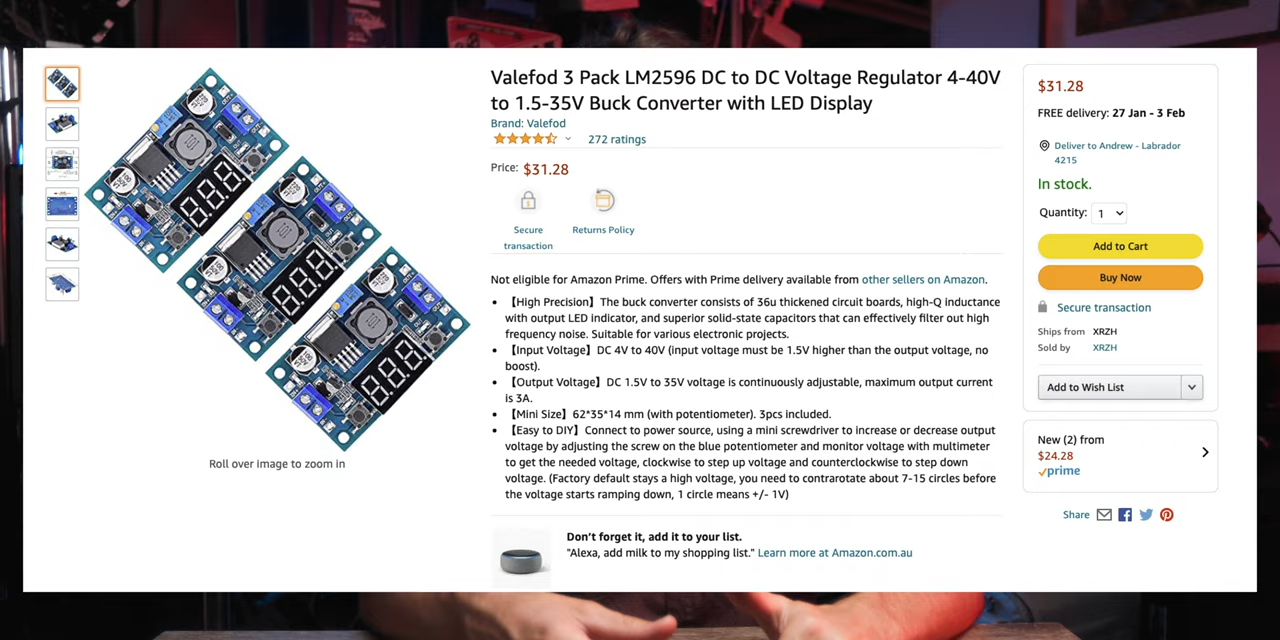 Valefod 3 Pack LM2596 DC to DC Voltage Regulator 4-40V
to 1.5-35V Buck Converter with LED Display
Brand: Valefod
272 ratings
Price: $31.28
Secure
transaction
Returns Policy
Not eligible for Amazon Prime. Offers with Prime delivery available from other sellers on Amazon.
• 【High Precision】The buck converter consists of 36u thickened circuit boards, high-Q inductance
with output LED indicator, and superior solid-state capacitors that can effectively filter out high
frequency noise. Suitable for various electronic projects.
• 【Input Voltage】DC 4V to 40V (input voltage must be 1.5V higher than the output voltage, no
boost).
• 【Output Voltage】DC 1.5V to 35V voltage is continuously adjustable, maximum output current
is 3A.
• 【Mini Size】62*35*14 mm (with potentiometer). 3pcs included.
• 【Easy to DIY】Connect to power source, using a mini screwdriver to increase or decrease output
voltage by adjusting the screw on the blue potentiometer and monitor voltage with multimeter
to get the needed voltage, clockwise to step up voltage and counterclockwise to step down
voltage. (Factory default stays a high voltage, you need to contrarotate about 7-15 circles before
the voltage starts ramping down, 1 circle means +/- 1V)
Don't forget it, add it to your list.
"Alexa, add milk to my shopping list." Learn more at Amazon.com.au
Roll over image to zoom in
$31.28
FREE delivery: 27 Jan - 3 Feb
Deliver to Andrew - Labrador
4215
In stock.
Quantity: 1
Add to Cart
Buy Now
Secure transaction
Ships from XRZH
Sold by XRZH
Add to Wish List
New (2) from
$24.28
prime
Share